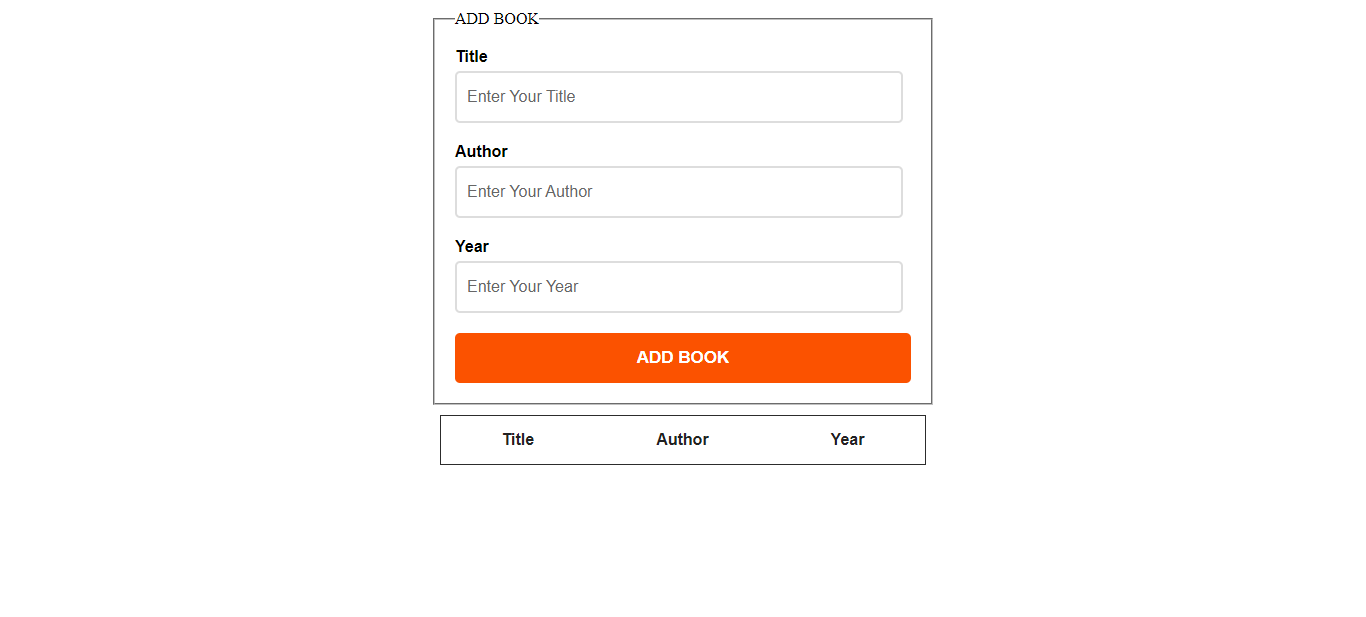 ADD BOOK
Title
Enter Your Title
Author
Enter Your Author
Year
Enter Your Year
ADD BOOK
Title Author Year